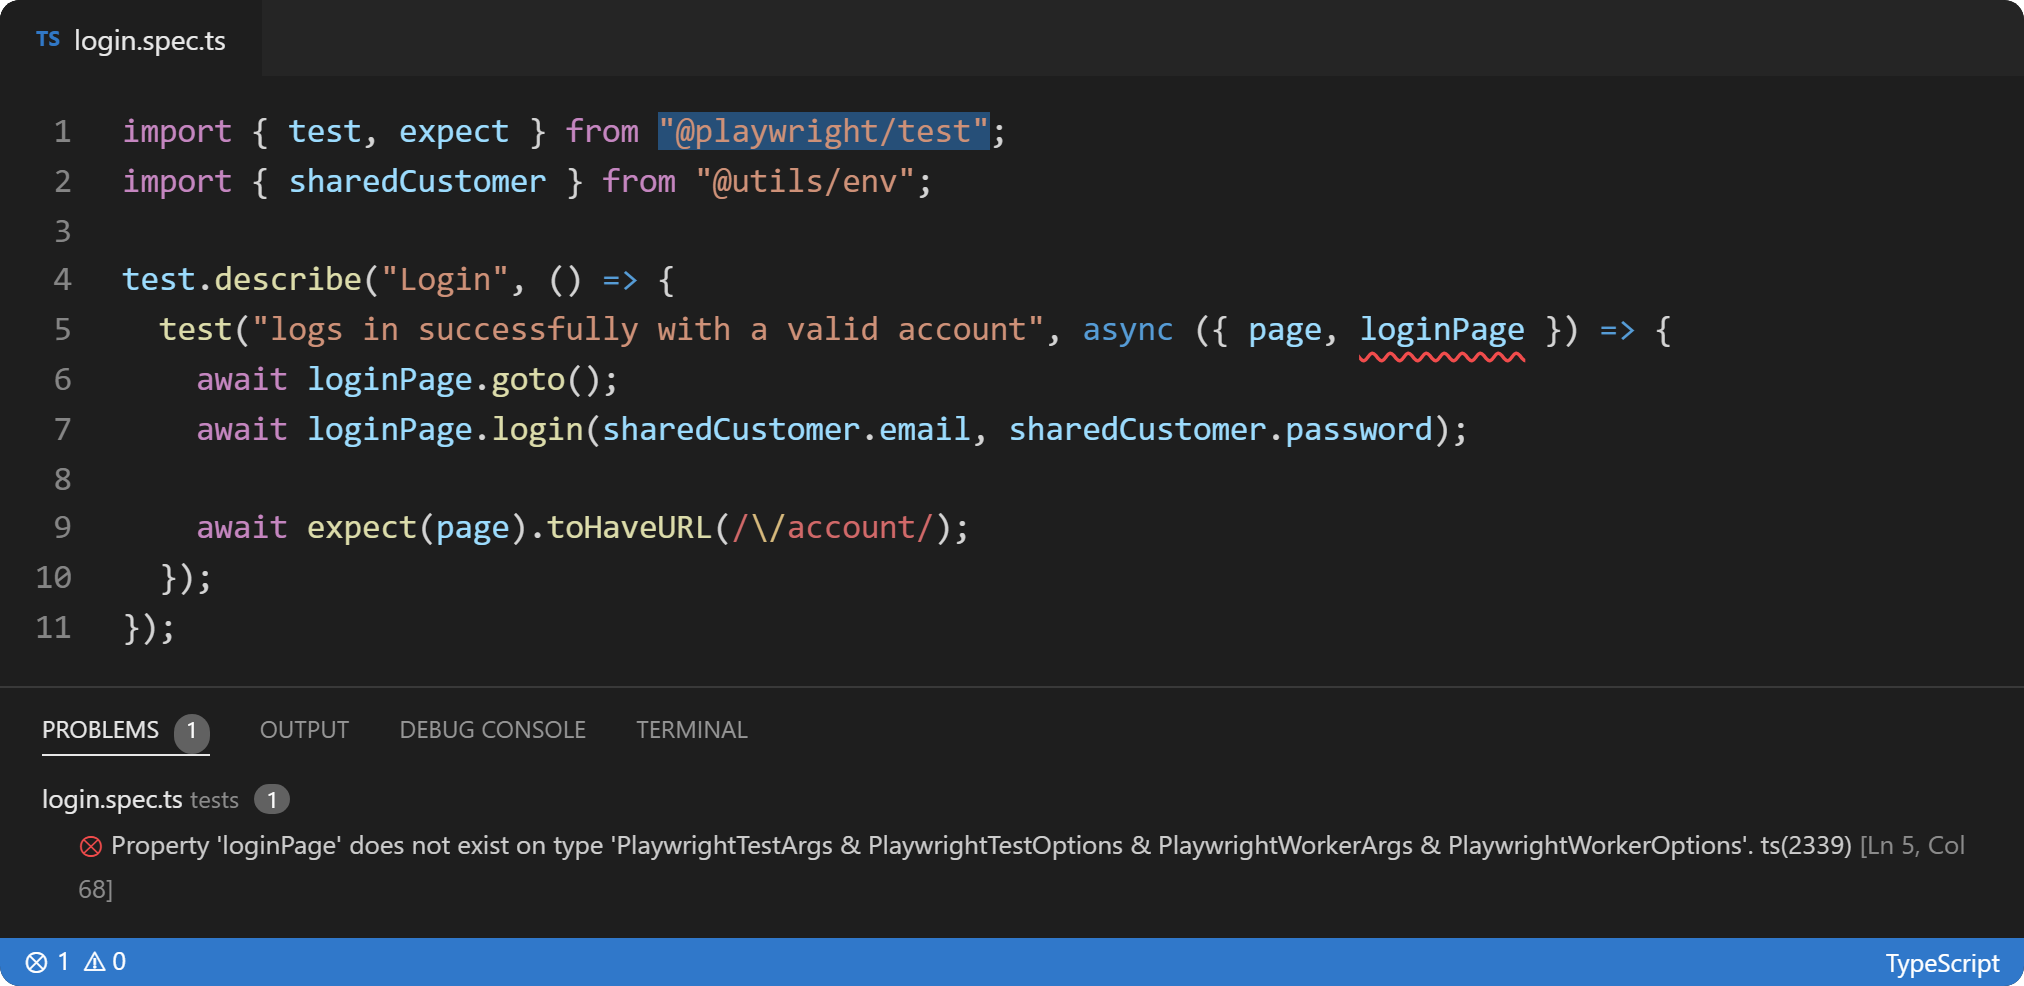 TS login.spec.ts
1 import { test, expect } from "@playwright/test";
2 import { sharedCustomer } from "@utils/env";
3
4 test.describe("Login", () => {
5   test("logs in successfully with a valid account", async ({ page, loginPage }) => {
6     await loginPage.goto();
7     await loginPage.login(sharedCustomer.email, sharedCustomer.password);
8
9     await expect(page).toHaveURL(/\/account/);
10   });
11 });
PROBLEMS 1 OUTPUT DEBUG CONSOLE TERMINAL
login.spec.ts tests 1
Property 'loginPage' does not exist on type 'PlaywrightTestArgs & PlaywrightTestOptions & PlaywrightWorkerArgs & PlaywrightWorkerOptions'. ts(2339) [Ln 5, Col
68]
1 0 TypeScript